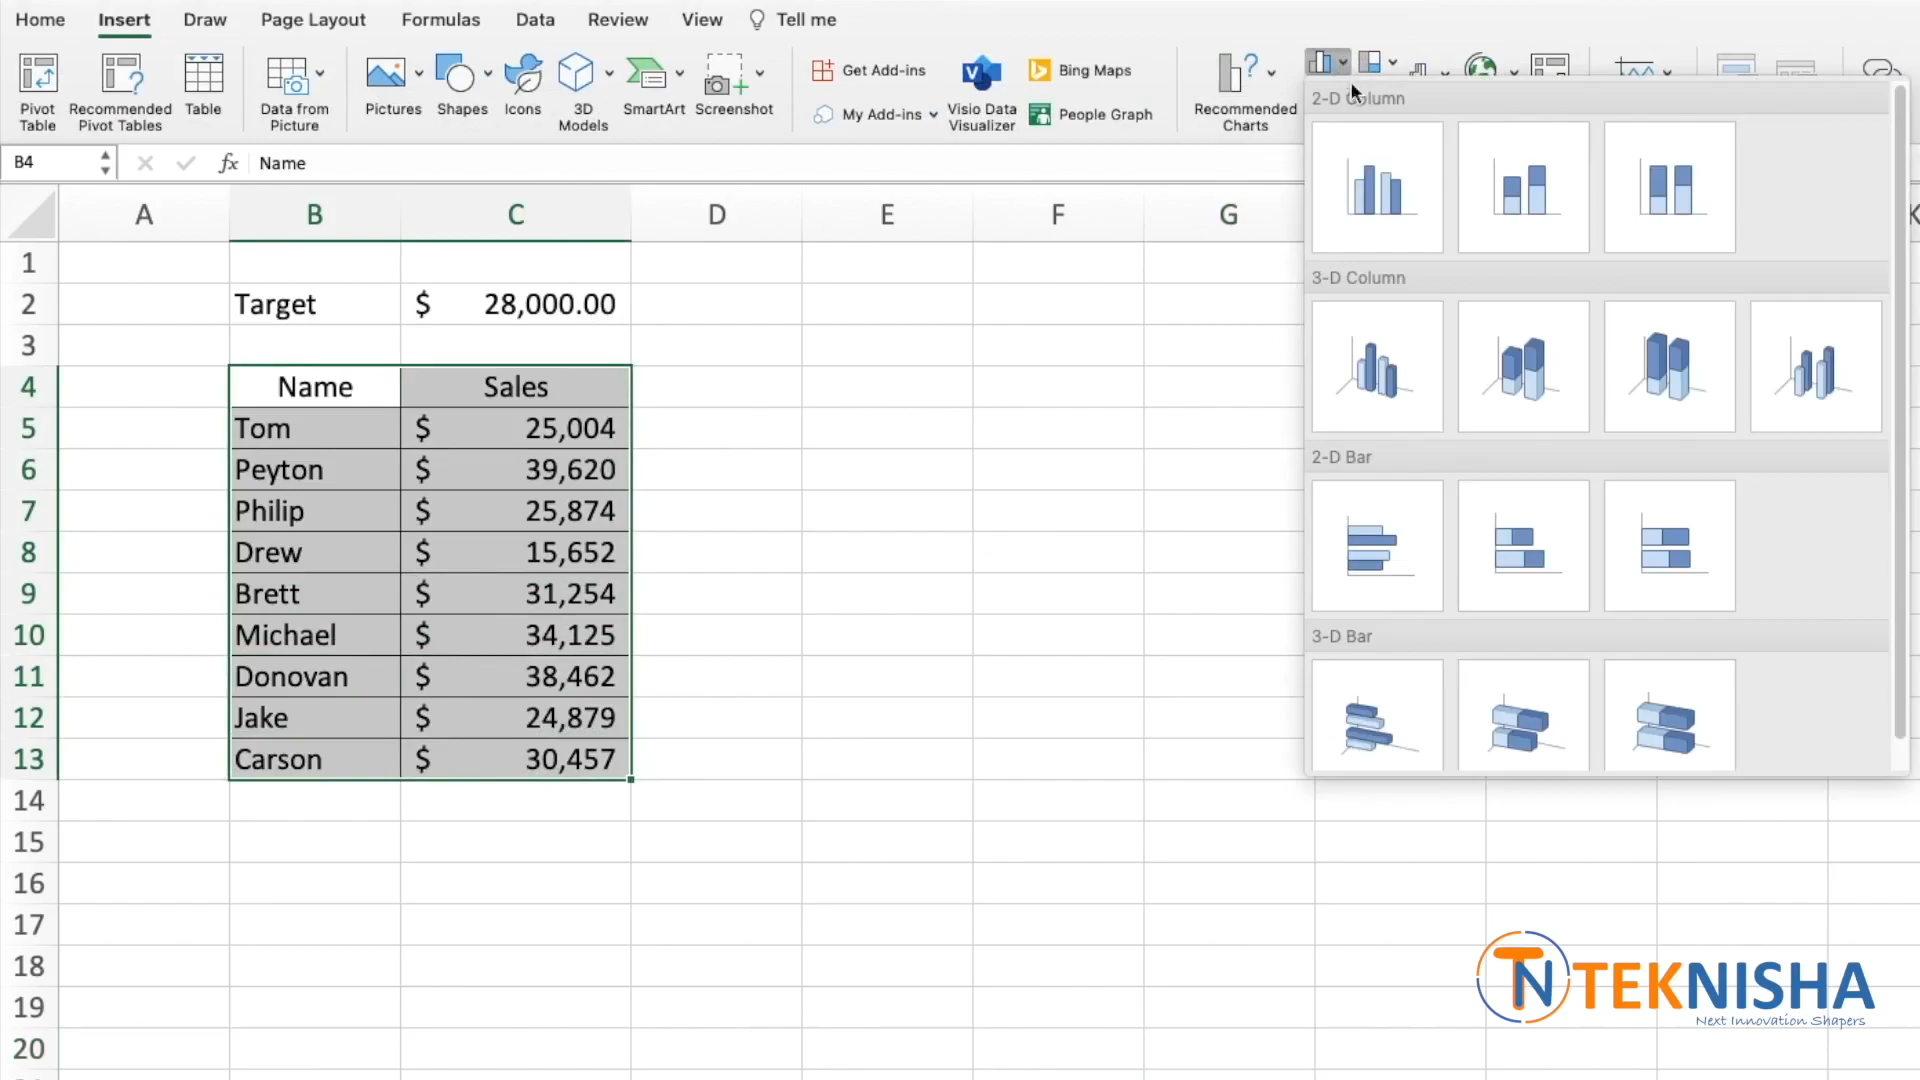 Home Insert Draw Page Layout Formulas Data Review View Tell me
Pivot Table
Recommended Pivot Tables
Table
Data from Picture
Pictures
Shapes
Icons
3D Models
SmartArt
Screenshot
Get Add-ins
My Add-ins
Visio Data Visualizer
Bing Maps
People Graph
Recommended Charts
B4 fx Name
A B C D E F G K
1
2 Target $ 28,000.00
3
4 Name Sales
5 Tom $ 25,004
6 Peyton $ 39,620
7 Philip $ 25,874
8 Drew $ 15,652
9 Brett $ 31,254
10 Michael $ 34,125
11 Donovan $ 38,462
12 Jake $ 24,879
13 Carson $ 30,457
14
15
16
17
18
19
20
2-D Column
3-D Column
2-D Bar
3-D Bar
TN TEKNISHA
Next Innovation Shapers